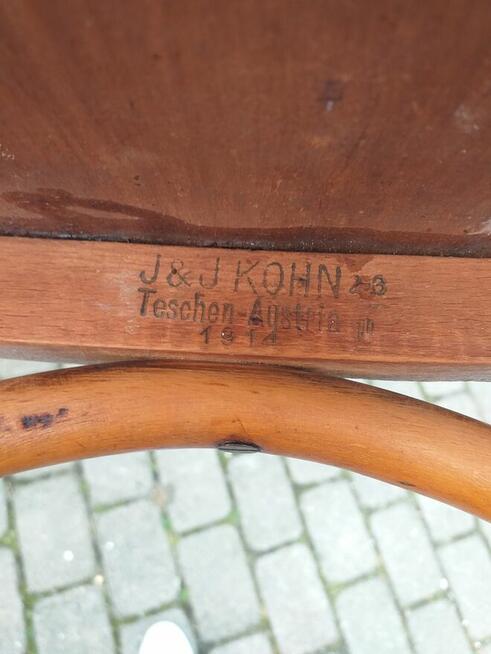 J & J KOHN
Teschen-Austria
1914